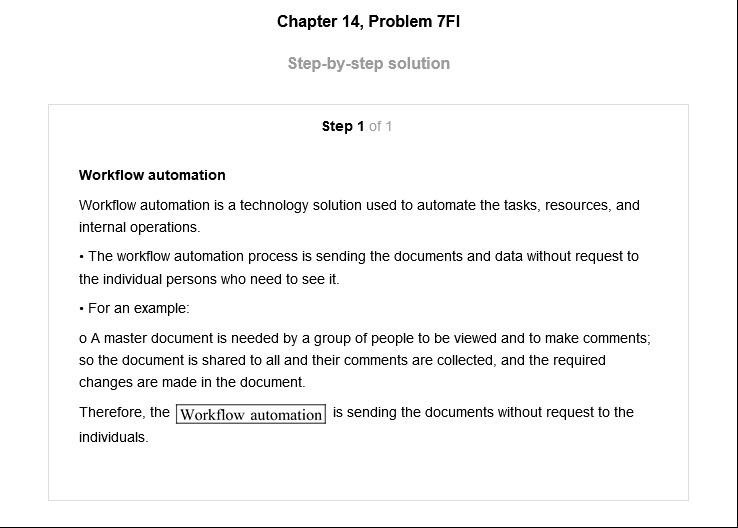 Chapter 14, Problem 7FI
Step-by-step solution
Step 1 of 1
Workflow automation
Workflow automation is a technology solution used to automate the tasks, resources, and
internal operations.
• The workflow automation process is sending the documents and data without request to
the individual persons who need to see it.
• For an example:
o A master document is needed by a group of people to be viewed and to make comments;
so the document is shared to all and their comments are collected, and the required
changes are made in the document.
Therefore, the Workflow automation is sending the documents without request to the
individuals.